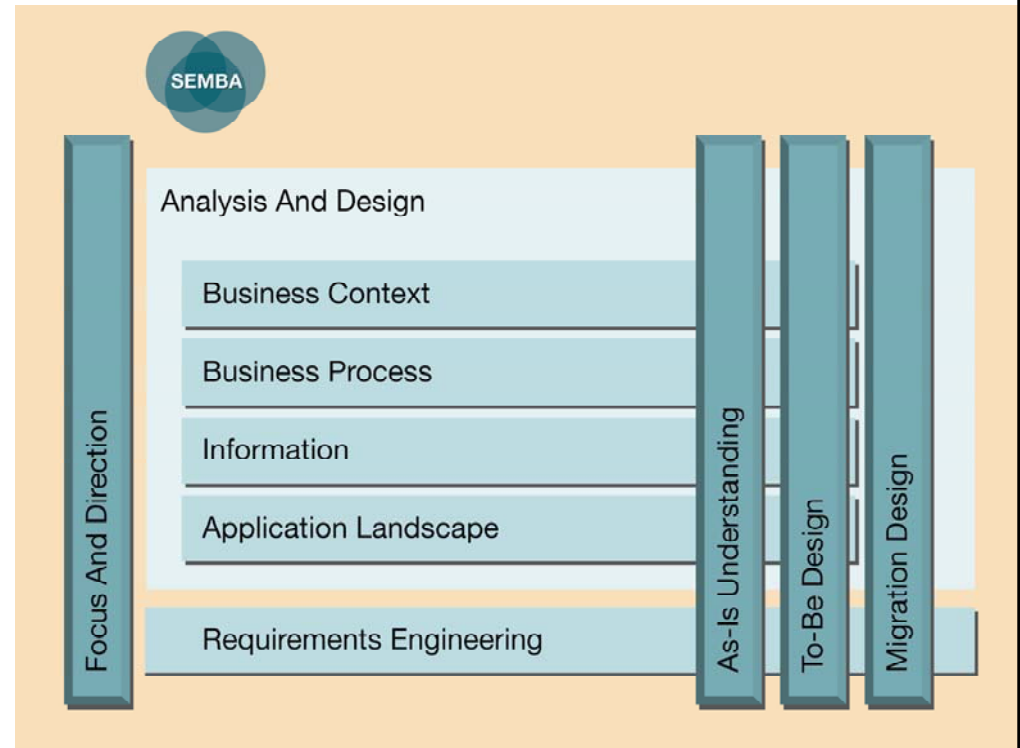 SEMBA
Analysis And Design
Business Context
Business Process
Information
Application Landscape
Requirements Engineering
Focus And Direction
As-Is Understanding
To-Be Design
Migration Design